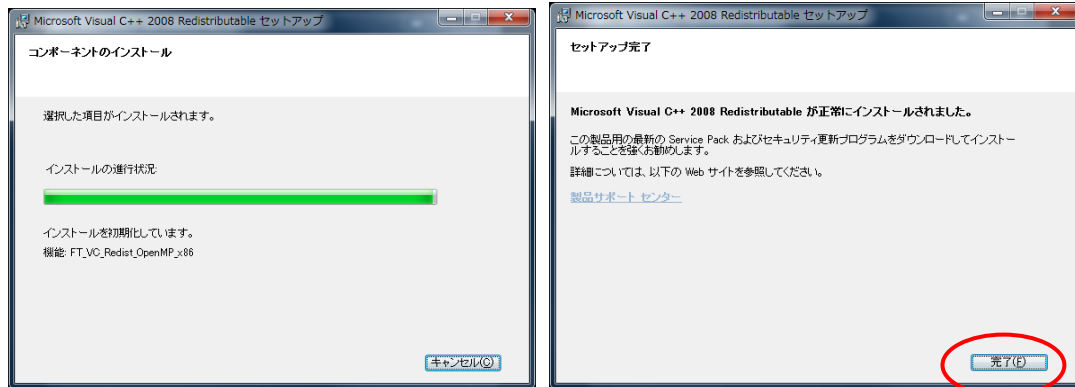 Microsoft Visual C++ 2008 Redistributable セットアップ
コンポーネントのインストール
選択した項目がインストールされます。
インストールの進行状況:
インストールを初期化しています。
機能: FT_VC_Redist_OpenMP_x86
キャンセル(C)
Microsoft Visual C++ 2008 Redistributable セットアップ
セットアップ完了
Microsoft Visual C++ 2008 Redistributable が正常にインストールされました。
この製品用の最新の Service Pack およびセキュリティ更新プログラムをダウンロードしてインストー
ルすることを強くお勧めします。
詳細については、以下の Web サイトを参照してください。
製品サポート センター
完了(F)